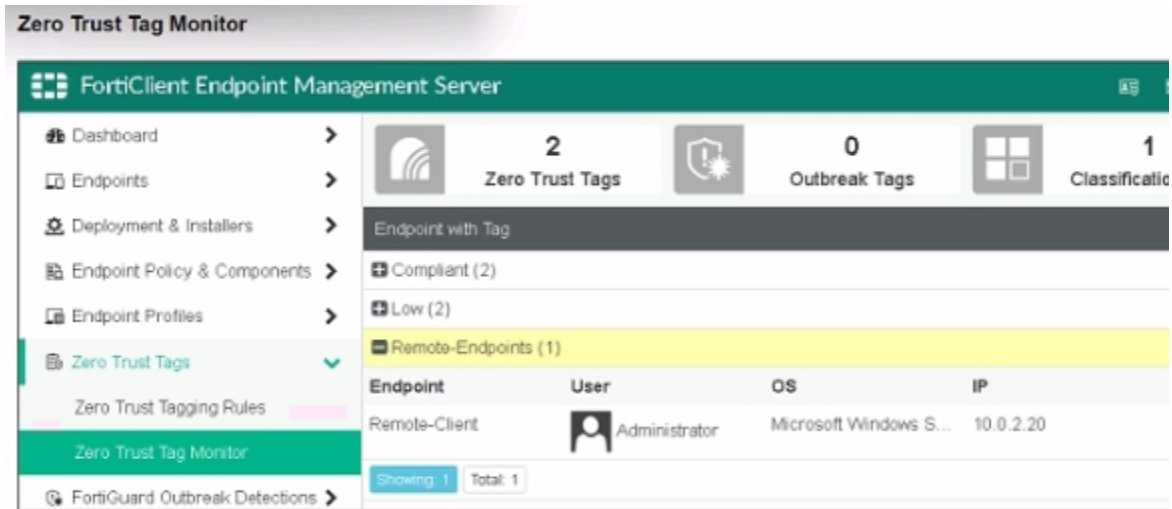 Zero Trust Tag Monitor
FortiClient Endpoint Management Server
Dashboard
Endpoints
Deployment & Installers
Endpoint Policy & Components
Endpoint Profiles
Zero Trust Tags
Zero Trust Tagging Rules
Zero Trust Tag Monitor
FortiGuard Outbreak Detections
2
Zero Trust Tags
0
Outbreak Tags
1
Classificatio
Endpoint with Tag
Compliant (2)
Low (2)
Remote-Endpoints (1)
Endpoint User OS IP
Remote-Client Administrator Microsoft Windows S... 10.0.2.20
Showing: 1 Total: 1